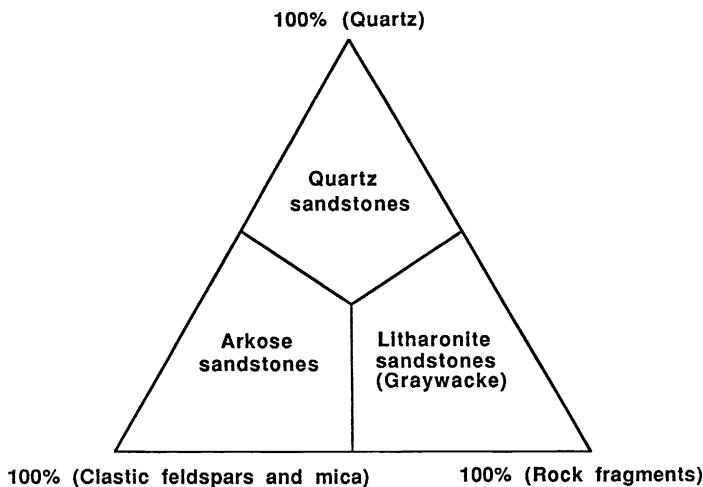 100% (Quartz)
Quartz
sandstones
Arkose
sandstones
Litharonite
sandstones
(Graywacke)
100% (Clastic feldspars and mica)
100% (Rock fragments)